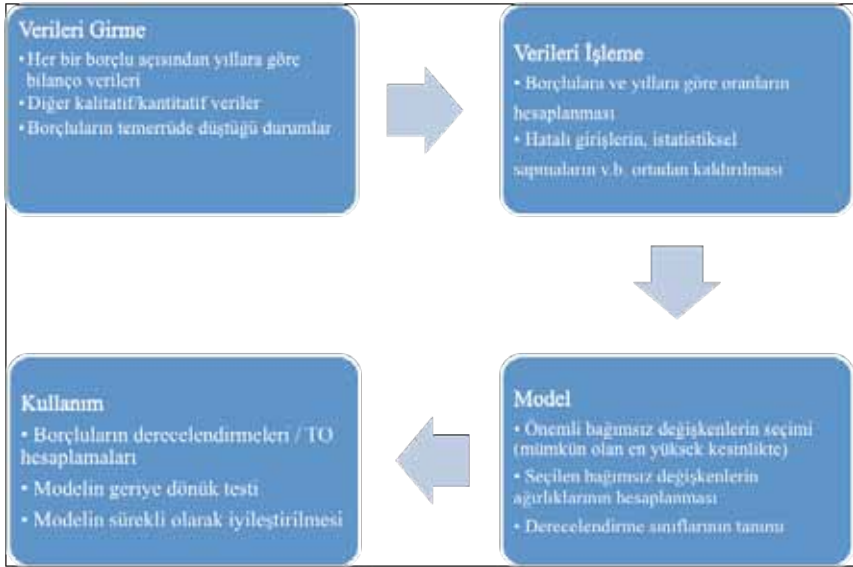 Verileri Girme
• Her bir borçlu açısından yıllara göre
bilanço verileri
• Diğer kalitatif/kantitatif veriler
• Borçluların temerrüde düştüğü durumlar
Verileri İşleme
• Borçlulara ve yıllara göre oranların
hesaplanması
• Hatalı girişlerin, istatistiksel
sapmaların v.b. ortadan kaldırılması
Model
• Önemli bağımsız değişkenlerin seçimi
(mümkün olan en yüksek kesinlikte)
• Seçilen bağımsız değişkenlerin
ağırlıklarının hesaplanması
• Derecelendirme sınıflarının tanımı
Kullanım
• Borçluların derecelendirmeleri / TO
hesaplamaları
• Modelin geriye dönük testi
• Modelin sürekli olarak iyileştirilmesi